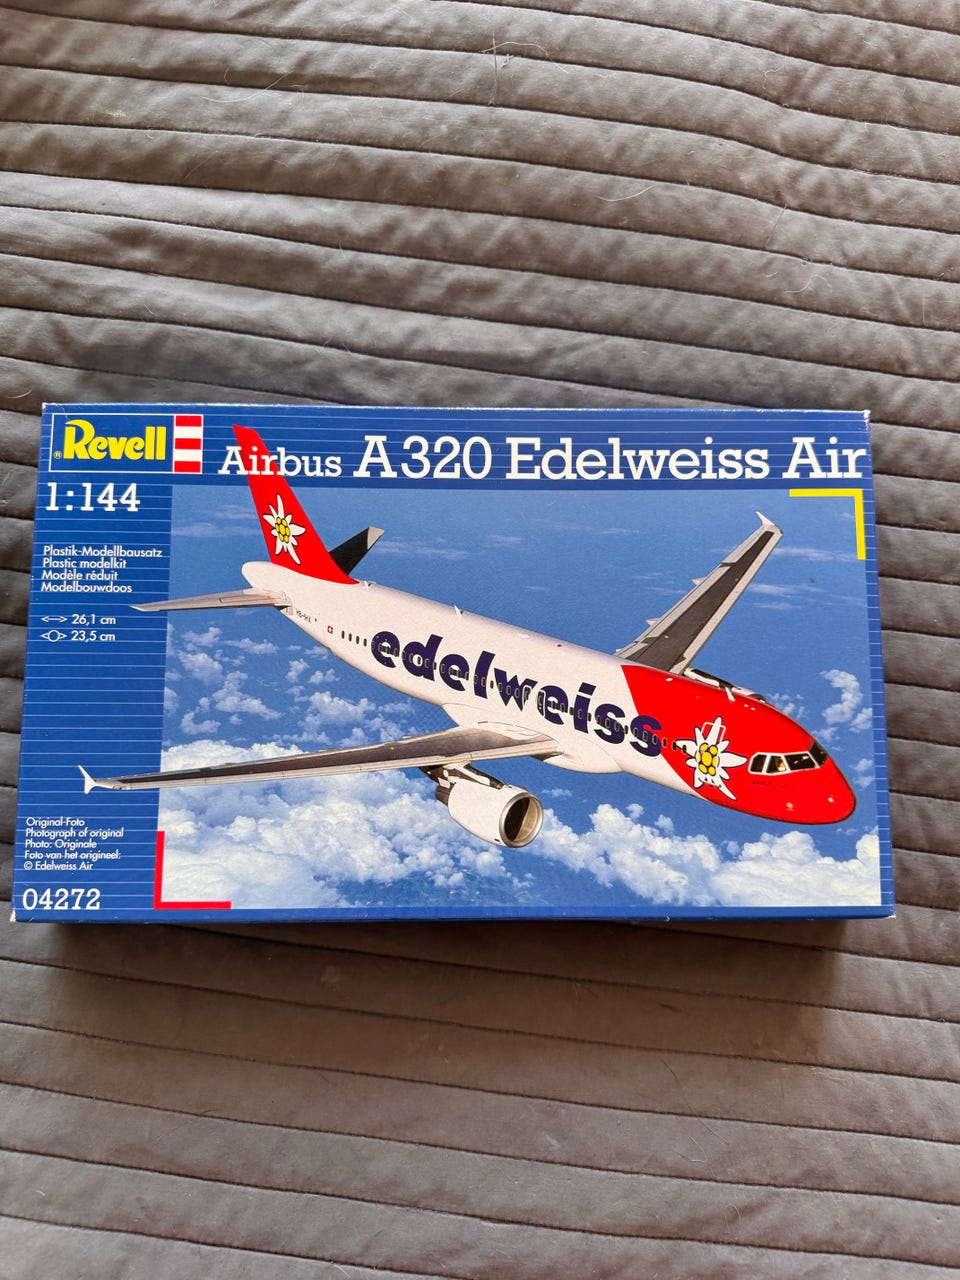 ® Revell
Airbus A320 Edelweiss Air
1:144
Plastik-Modellbausatz
Plastic modelkit
Modèle réduit
Modelbouwdoos
26,1 cm
23,5 cm
edelweiss
Original-Foto
Photograph of original
Photo: Originale
Foto van het origineel:
© Edelweiss Air
04272